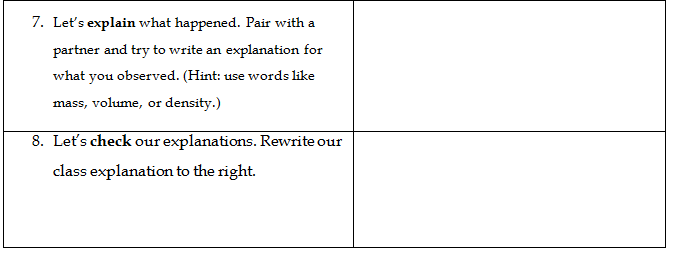 7. Let's explain what happened. Pair with a
partner and try to write an explanation for
what you observed. (Hint: use words like
mass, volume, or density.)
8. Let's check our explanations. Rewrite our
class explanation to the right.